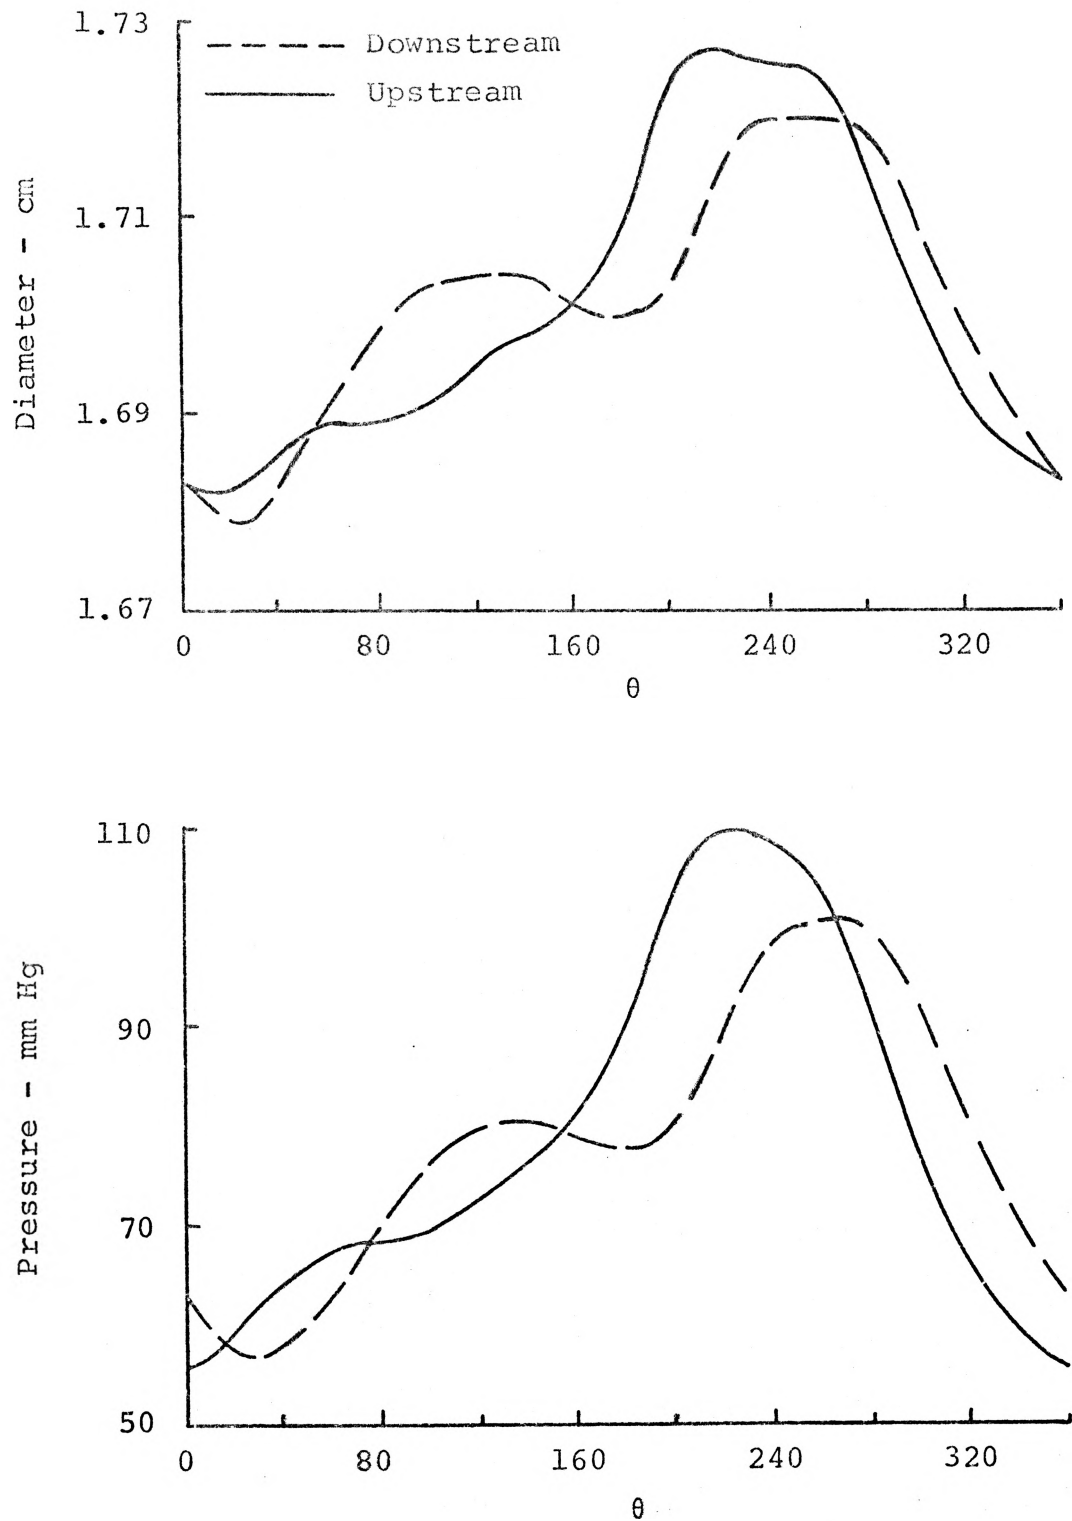 1.73
Downstream
Upstream
1.71
1.69
1.67
Diameter - cm
0 80 160 240 320
θ
110
90
70
50
Pressure - mm Hg
0 80 160 240 320
θ